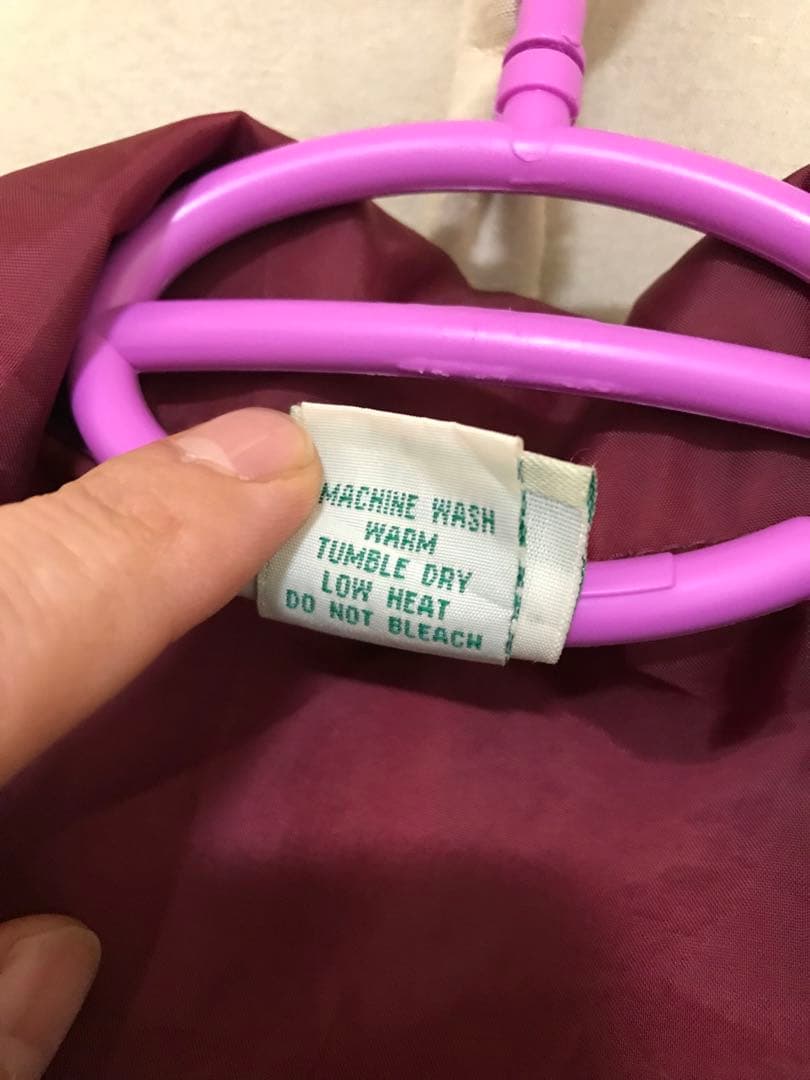 MACHINE WASH
WARM
TUMBLE DRY
LOW HEAT
DO NOT BLEACH